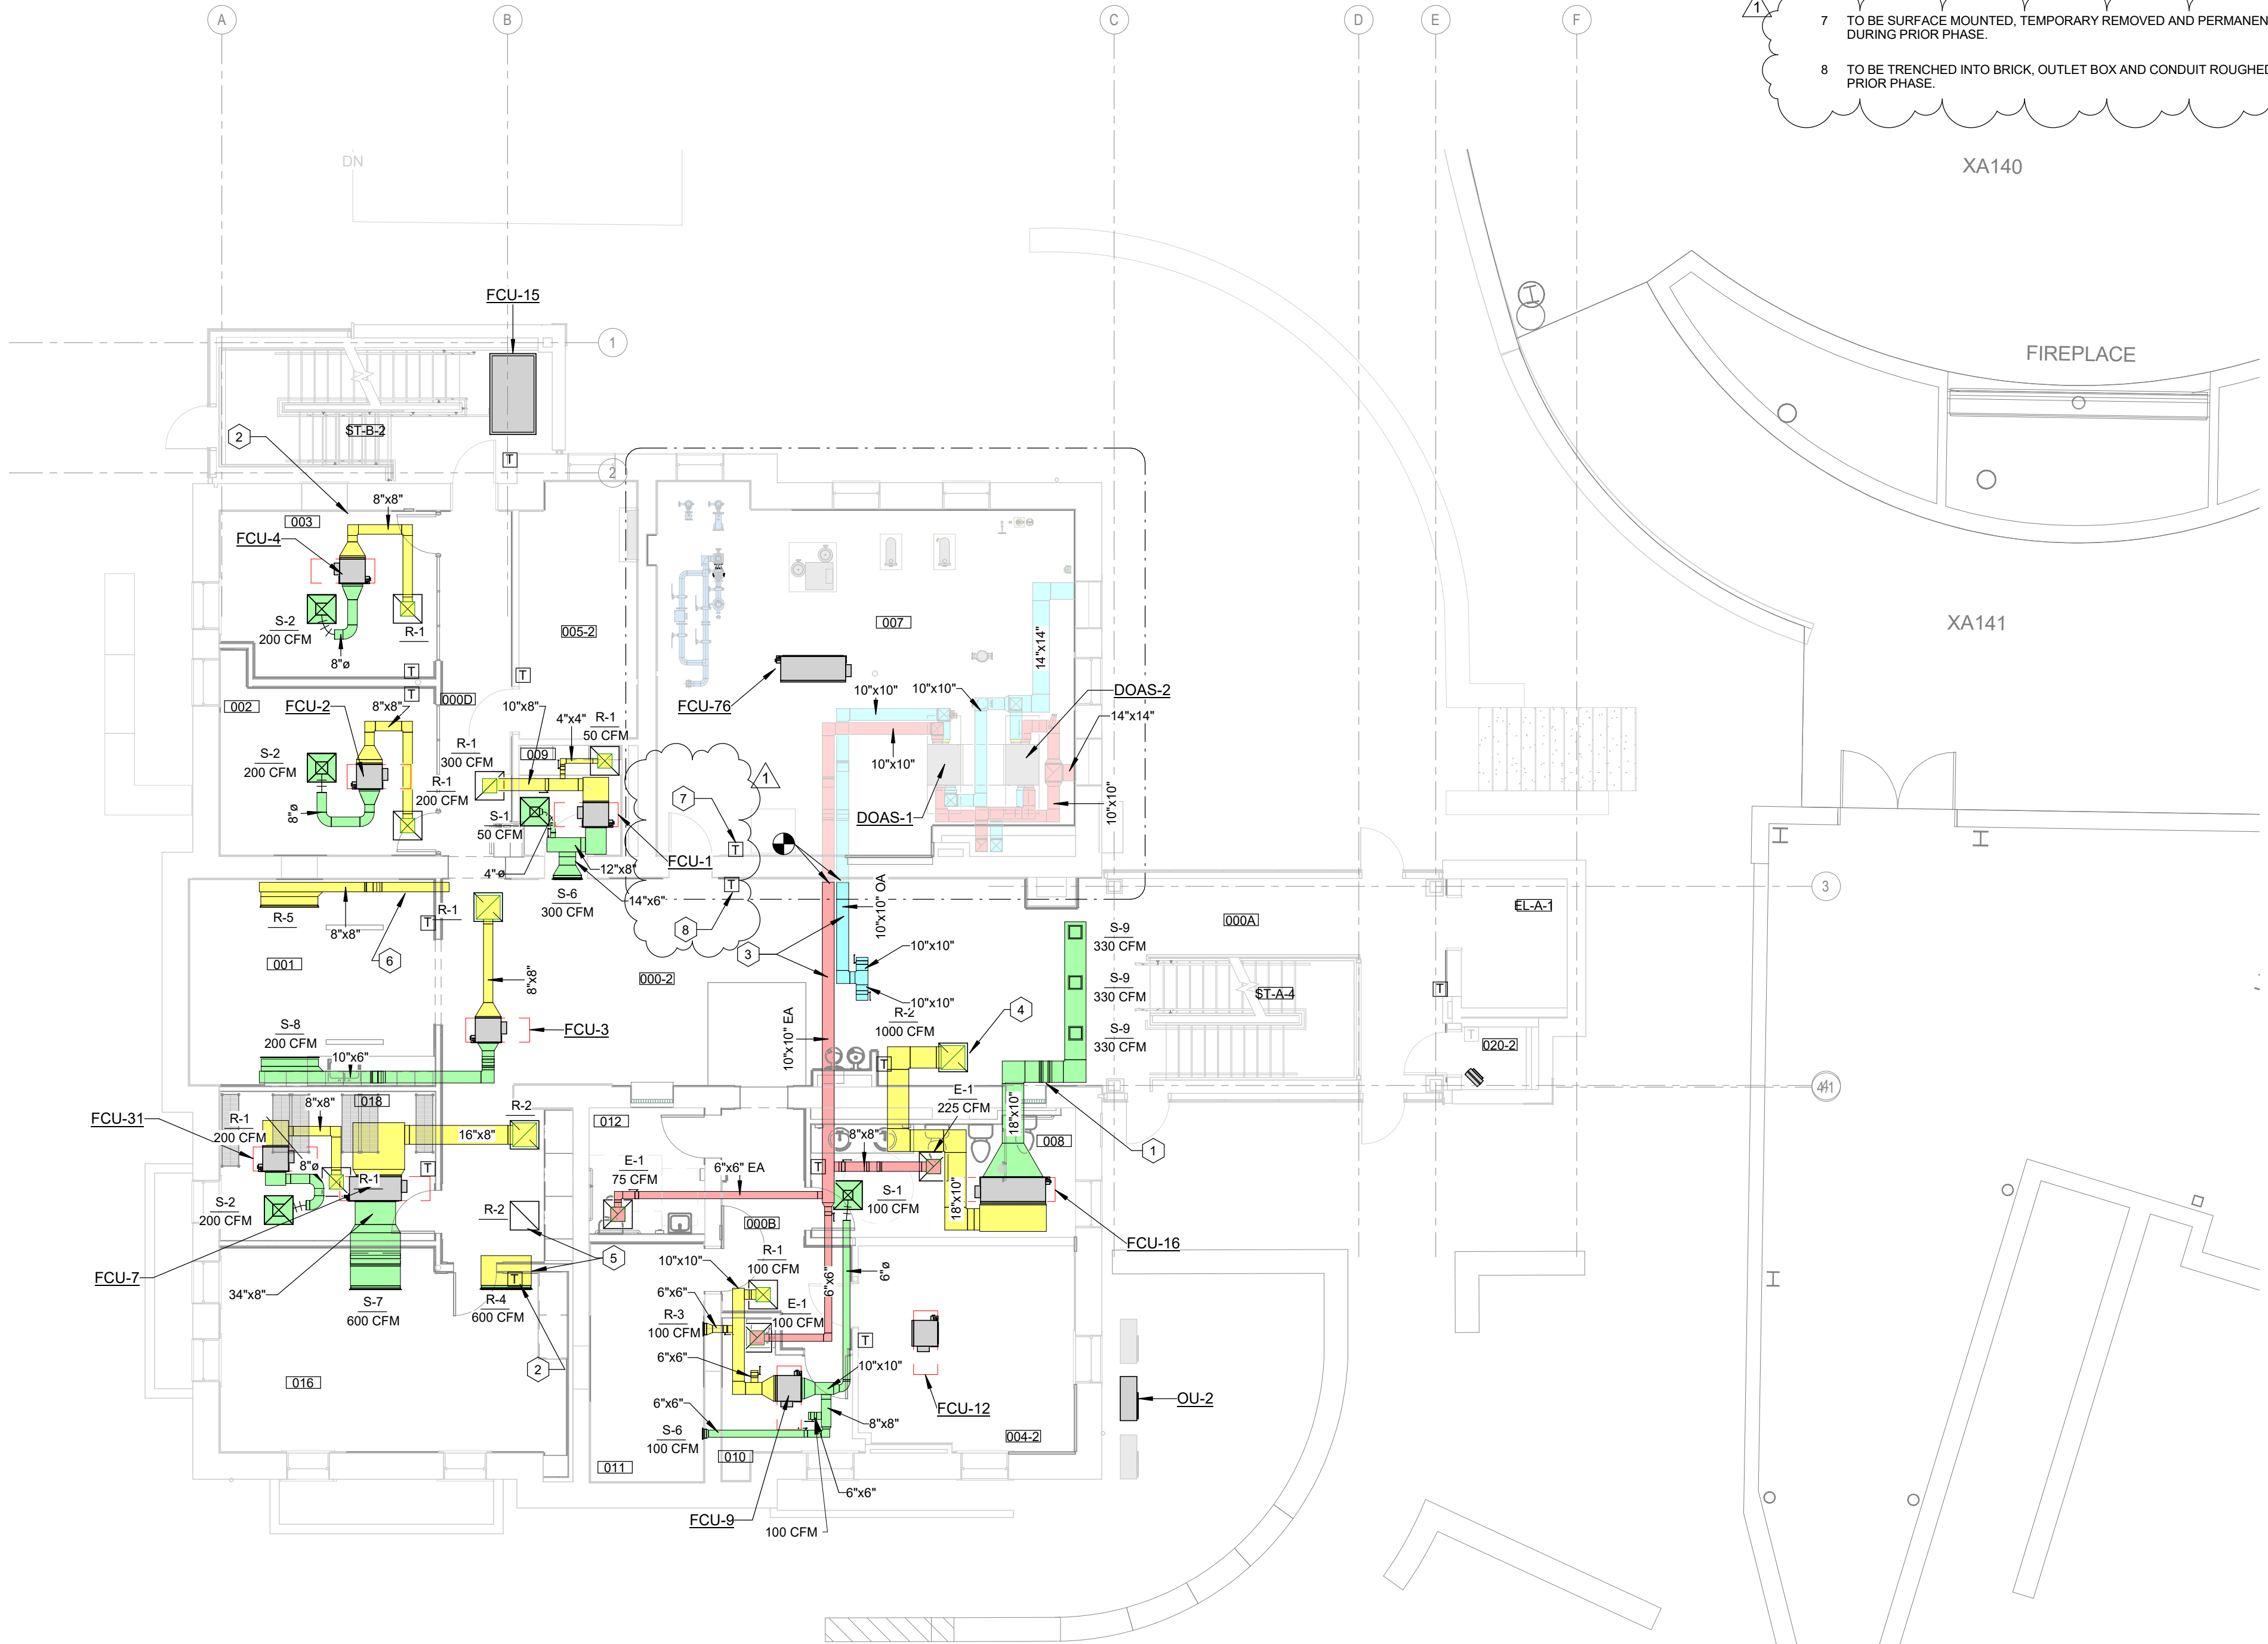 A
B
C
D
E
F
1
7 TO BE SURFACE MOUNTED, TEMPORARY REMOVED AND PERMANEN
DURING PRIOR PHASE.
8 TO BE TRENCHED INTO BRICK, OUTLET BOX AND CONDUIT ROUGHED
PRIOR PHASE.
DN
XA140
FCU-15
1
FIREPLACE
ST-B-2
2
T
2
8"x8"
003
FCU-4
S-2
200 CFM
R-1
8"ø
005-2
007
XA141
14"x14"
T
T
T
000D
002
FCU-2
8"x8"
10"x8"
4"x4"
R-1
50 CFM
FCU-76
10"x10"
10"x10"
DOAS-2
14"x14"
S-2
200 CFM
R-1
300 CFM
009
10"x10"
1
R-1
200 CFM
8"ø
S-1
50 CFM
7
DOAS-1
10"x10"
T
FCU-1
4"ø
12"x8"
S-6
300 CFM
14"x6"
T
10"x10" OA
3
R-5
8"x8"
R-1
T
EL-A-1
000A
S-9
330 CFM
8
3
10"x10"
6
001
8"x8"
000-2
S-9
330 CFM
ST-A-4
T
10"x10"
R-2
1000 CFM
4
S-8
200 CFM
FCU-3
10"x10" EA
S-9
330 CFM
T
020-2
10"x6"
T
4
4.1
018
8"x8"
R-2
FCU-31
R-1
200 CFM
16"x8"
012
E-1
225 CFM
18"x10"
8"x8"
008
1
8"ø
R-1
T
E-1
75 CFM
6"x6" EA
T
S-1
100 CFM
18"x10"
S-2
200 CFM
R-2
000B
FCU-16
5
R-1
100 CFM
10"x10"
6"ø
FCU-7
T
34"x8"
S-7
600 CFM
R-4
600 CFM
6"x6"
6"x6"
R-3
100 CFM
E-1
100 CFM
T
2
6"x6"
10"x10"
016
6"x6"
8"x8"
FCU-12
OU-2
S-6
100 CFM
010
004-2
011
6"x6"
FCU-9
100 CFM